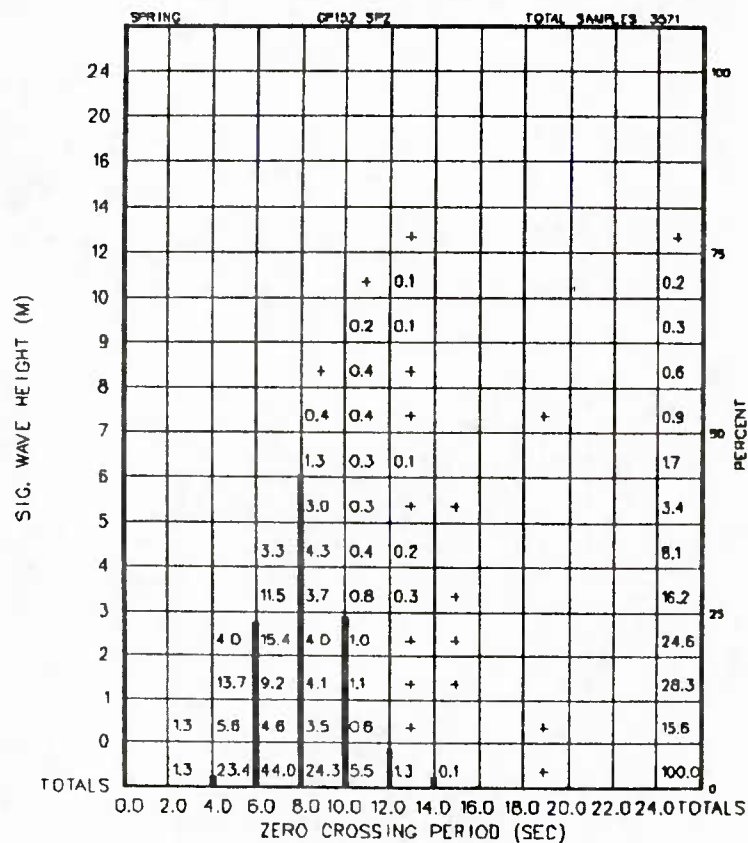 SPRING GP152 SP2 TOTAL SAMPLES 3571
24 100
20
16
14
12 + +
75
10 + 0.1 0.2
9 0.2 0.1 0.3
8 + 0.4 + 0.6
7 0.4 0.4 + + 0.9
50
6 1.3 0.3 0.1 1.7
5 3.0 0.3 + + 3.4
4 3.3 4.3 0.4 0.2 8.1
3 11.5 3.7 0.8 0.3 + 16.2
25
2 4.0 15.4 4.0 1.0 + + 24.6
1 13.7 9.2 4.1 1.1 + + 28.3
0 1.3 5.6 4.6 3.5 0.6 + + 15.6
TOTALS 1.3 23.4 44.0 24.3 5.5 1.3 0.1 + 100.0 0
0.0 2.0 4.0 6.0 8.0 10.0 12.0 14.0 16.0 18.0 20.0 22.0 24.0 TOTALS
ZERO CROSSING PERIOD (SEC)
SIG. WAVE HEIGHT (M)
PERCENT